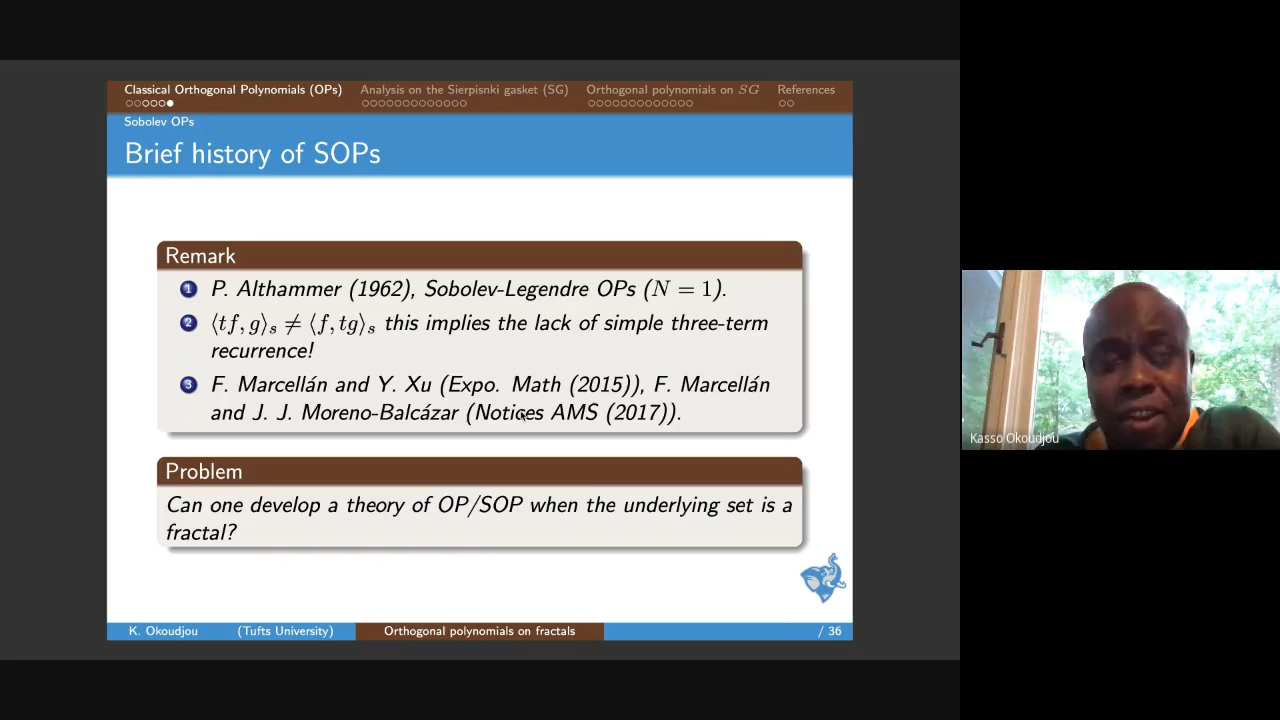 Classical Orthogonal Polynomials (OPs) Analysis on the Sierpisnki gasket (SG) Orthogonal polynomials on SG References
Sobolev OPs
Brief history of SOPs
Remark
1 P. Althammer (1962), Sobolev-Legendre OPs (N = 1).
2 ⟨tf, g⟩ₛ ≠ ⟨f, tg⟩ₛ this implies the lack of simple three-term
recurrence!
3 F. Marcellán and Y. Xu (Expo. Math (2015)), F. Marcellán
and J. J. Moreno-Balcázar (Notices AMS (2017)).
Problem
Can one develop a theory of OP/SOP when the underlying set is a
fractal?
K. Okoudjou (Tufts University) Orthogonal polynomials on fractals / 36
Kasso Okoudjou